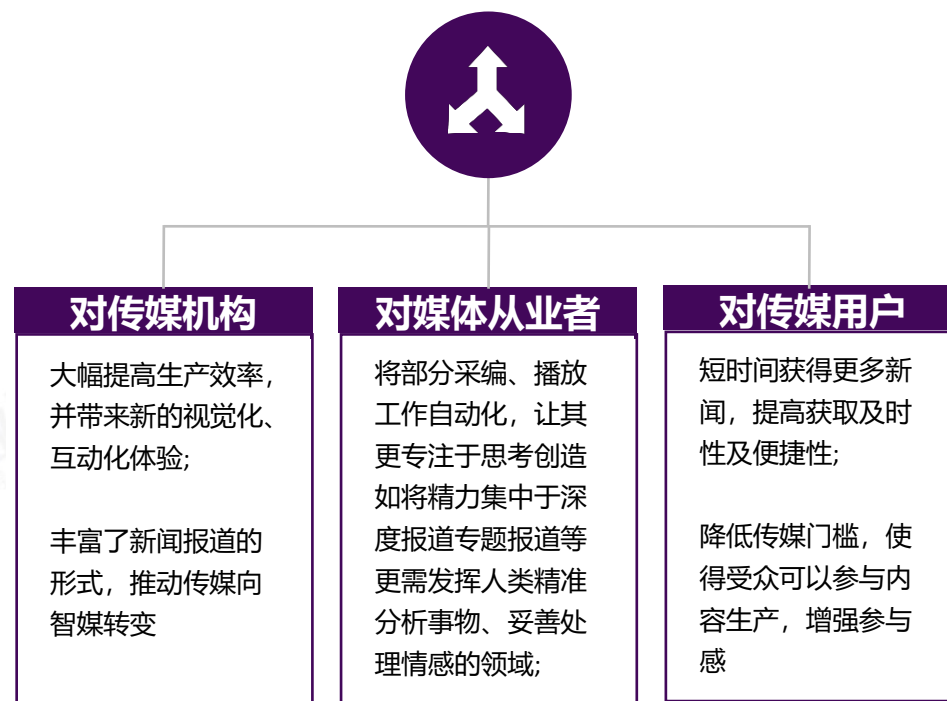 对传媒机构
大幅提高生产效率，
并带来新的视觉化、
互动化体验;
丰富了新闻报道的
形式，推动传媒向
智媒转变
对媒体从业者
将部分采编、播放
工作自动化，让其
更专注于思考创造
如将精力集中于深
度报道专题报道等
更需发挥人类精准
分析事物、妥善处
理情感的领域;
对传媒用户
短时间获得更多新
闻，提高获取及时
性及便捷性;
降低传媒门槛，使
得受众可以参与内
容生产，增强参与
感